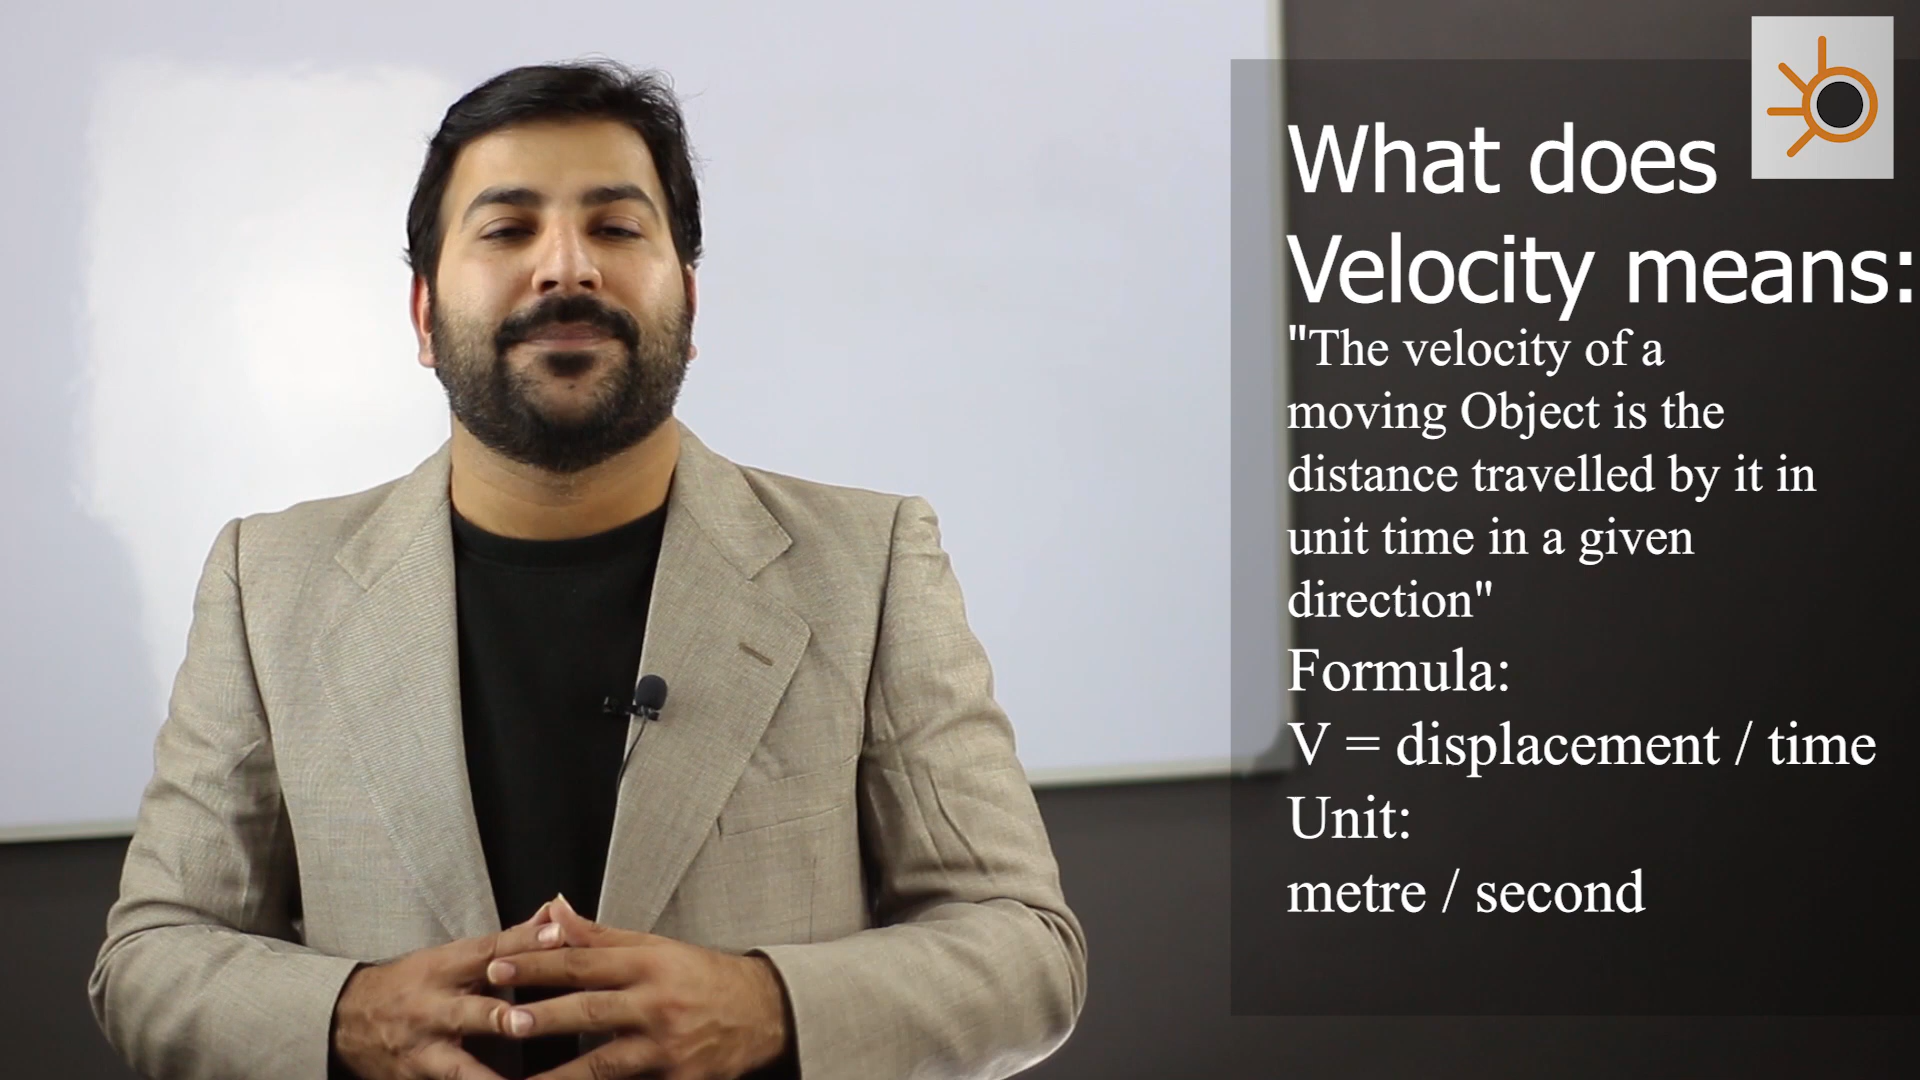 What does
Velocity means:
"The velocity of a
moving Object is the
distance travelled by it in
unit time in a given
direction"
Formula:
V = displacement / time
Unit:
metre / second